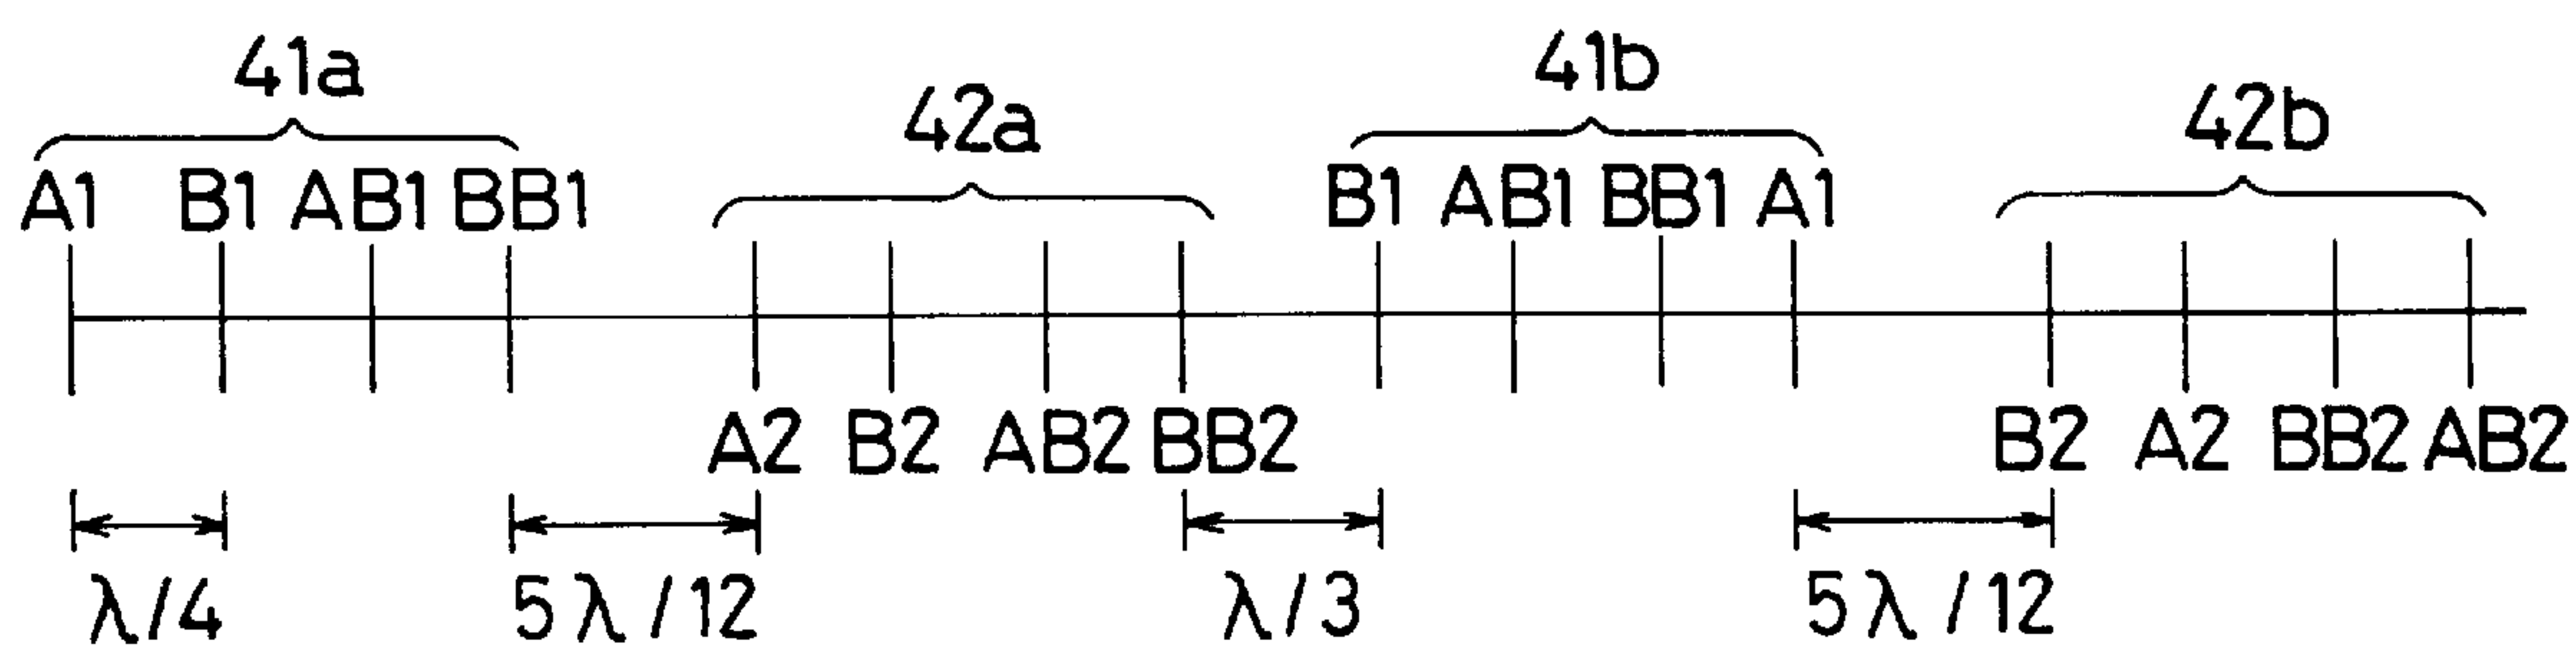 41a 42a 41b 42b
A1 B1 AB1 BB1 B1 AB1 BB1 A1
A2 B2 AB2 BB2 B2 A2 BB2 AB2
λ/4 5λ/12 λ/3 5λ/12